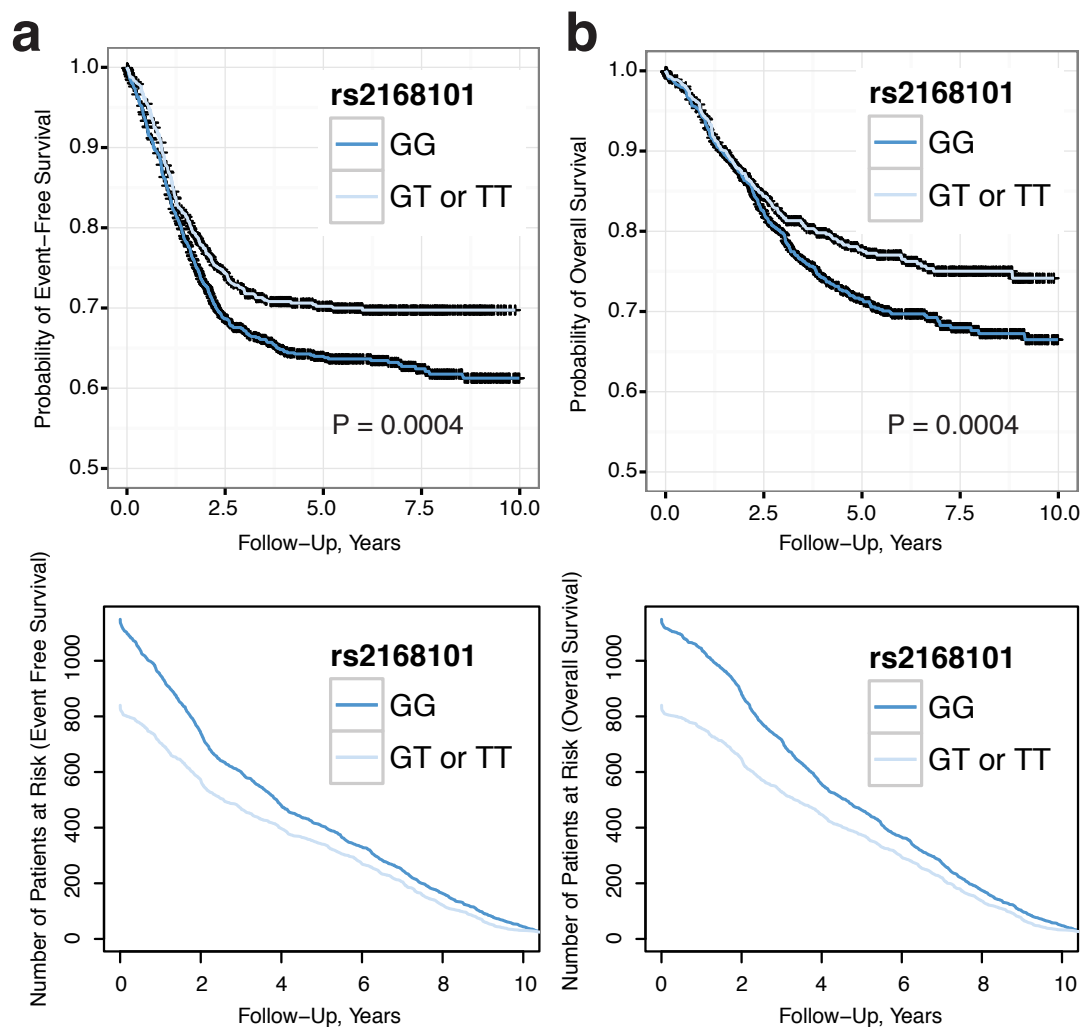 a
Probability of Event–Free Survival
1.0
0.9
0.8
0.7
0.6
0.5
rs2168101
GG
GT or TT
P = 0.0004
0.0 2.5 5.0 7.5 10.0
Follow–Up, Years
b
Probability of Overall Survival
1.0
0.9
0.8
0.7
0.6
0.5
rs2168101
GG
GT or TT
P = 0.0004
0.0 2.5 5.0 7.5 10.0
Follow–Up, Years
Number of Patients at Risk (Event Free Survival)
1000
800
600
400
200
0
rs2168101
GG
GT or TT
0 2 4 6 8 10
Follow–Up, Years
Number of Patients at Risk (Overall Survival)
1000
800
600
400
200
0
rs2168101
GG
GT or TT
0 2 4 6 8 10
Follow–Up, Years